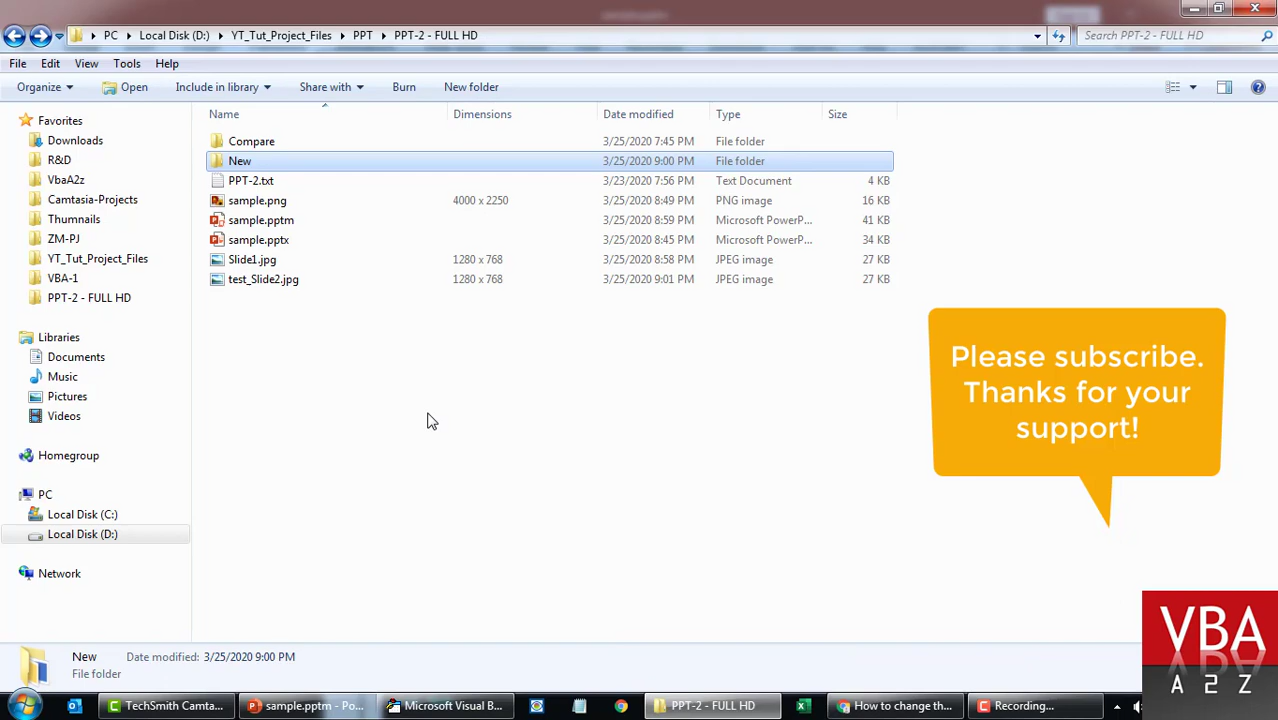 PC Local Disk (D:) YT_Tut_Project_Files PPT PPT-2 - FULL HD
Search PPT-2 - FULL HD
File Edit View Tools Help
Organize Open Include in library Share with Burn New folder
Name Dimensions Date modified Type Size
Favorites
Downloads
R&D
VbaA2z
Camtasia-Projects
Thumnails
ZM-PJ
YT_Tut_Project_Files
VBA-1
PPT-2 - FULL HD
Libraries
Documents
Music
Pictures
Videos
Homegroup
PC
Local Disk (C:)
Local Disk (D:)
Network
Compare 3/25/2020 7:45 PM File folder
New 3/25/2020 9:00 PM File folder
PPT-2.txt 3/23/2020 7:56 PM Text Document 4 KB
sample.png 4000 x 2250 3/25/2020 8:49 PM PNG image 16 KB
sample.pptm 3/25/2020 8:59 PM Microsoft PowerP... 41 KB
sample.pptx 3/25/2020 8:45 PM Microsoft PowerP... 34 KB
Slide1.jpg 1280 x 768 3/25/2020 8:58 PM JPEG image 27 KB
test_Slide2.jpg 1280 x 768 3/25/2020 9:01 PM JPEG image 27 KB
Please subscribe.
Thanks for your
support!
New Date modified: 3/25/2020 9:00 PM
File folder
VBA
A 2 Z
TechSmith Camta... sample.pptm - Po... Microsoft Visual B... PPT-2 - FULL HD How to change th... Recording...